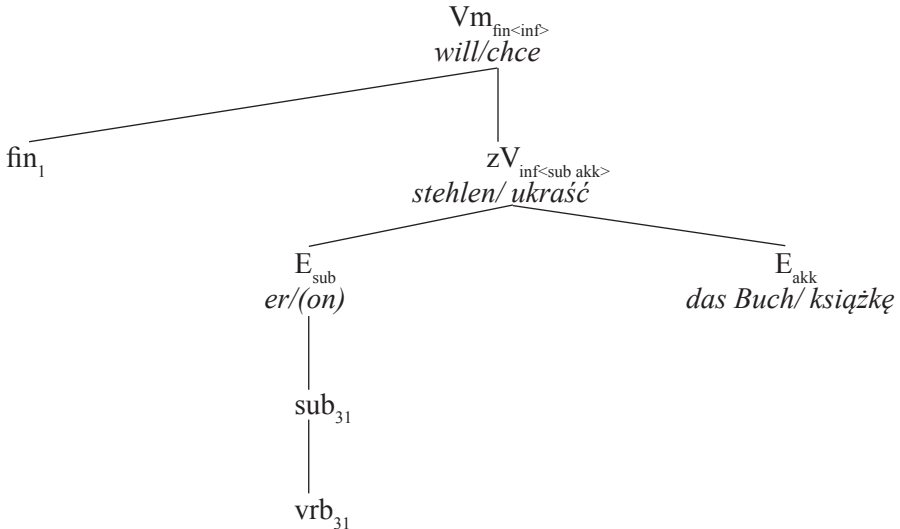 Vm fin<inf>
will/chce
fin1 zV inf<sub akk>
stehlen/ ukraść
E sub E akk
er/(on) das Buch/ książkę
sub31
vrb31